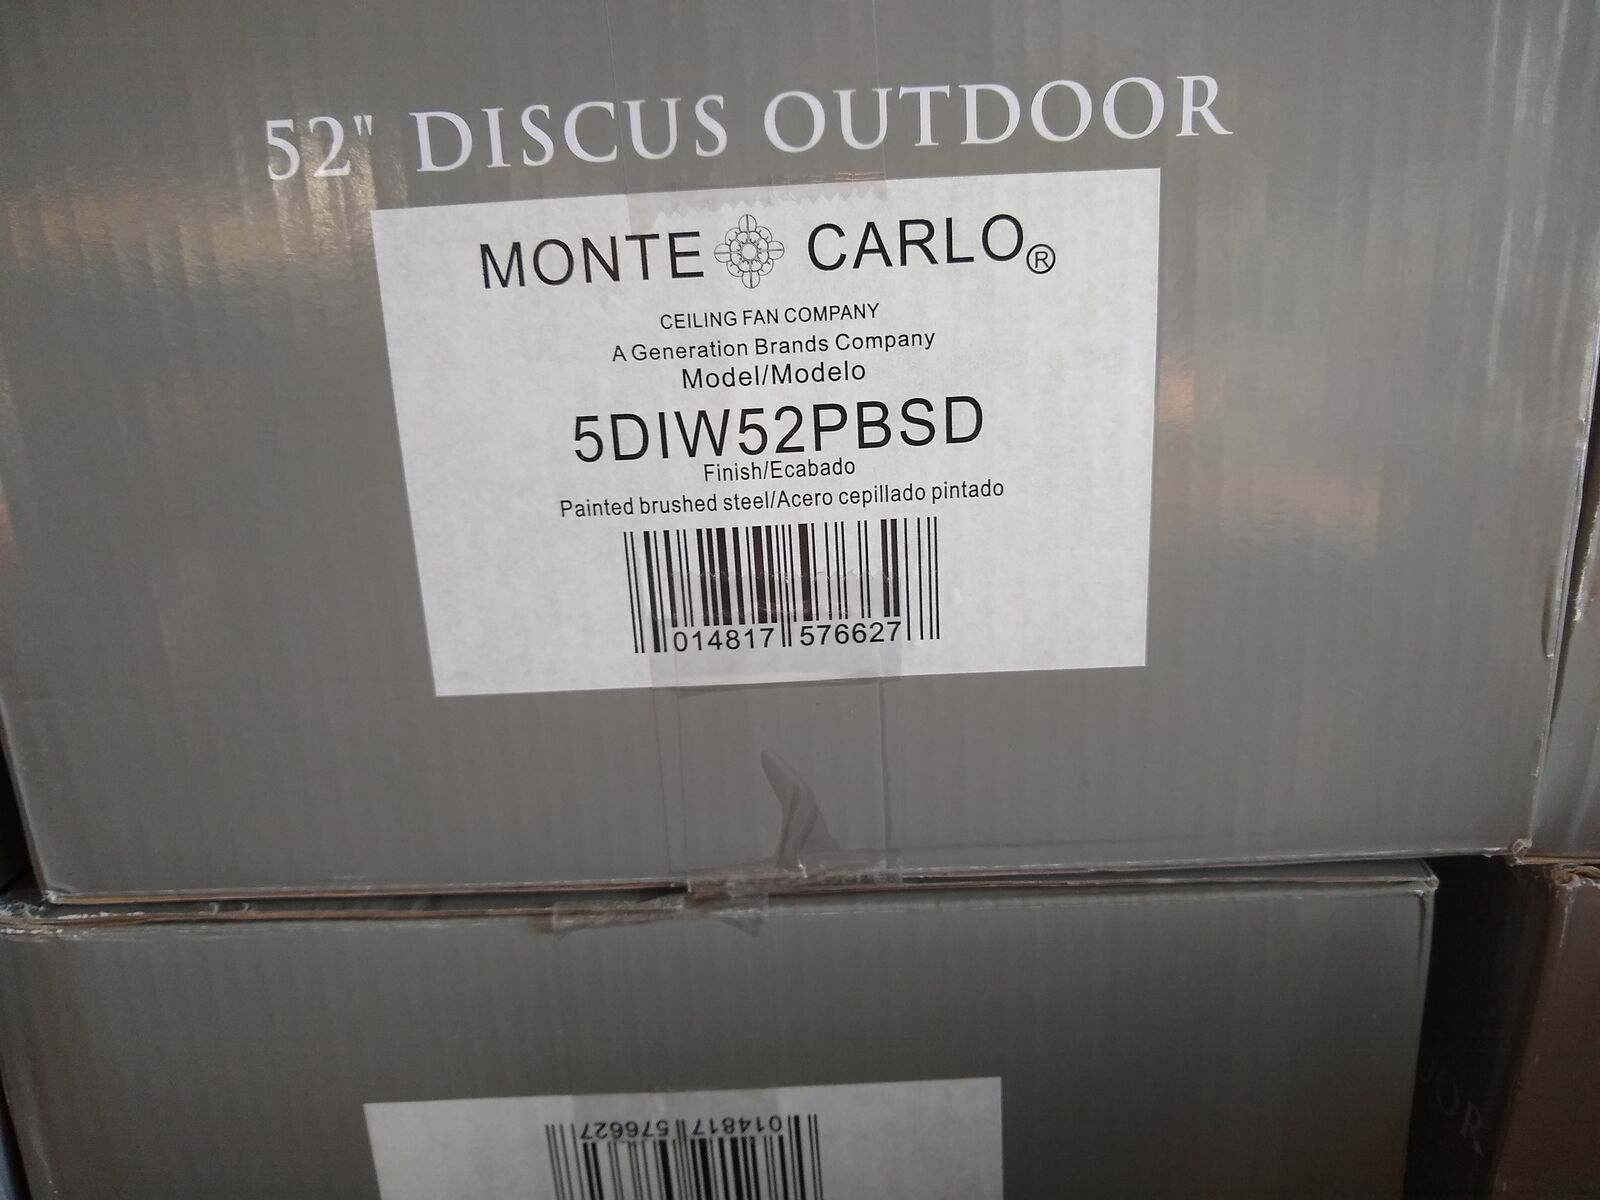 52" DISCUS OUTDOOR
MONTE CARLO®
CEILING FAN COMPANY
A Generation Brands Company
Model/Modelo
5DIW52PBSD
Finish/Ecabado
Painted brushed steel/Acero cepillado pintado
014817 576627
014817 576627